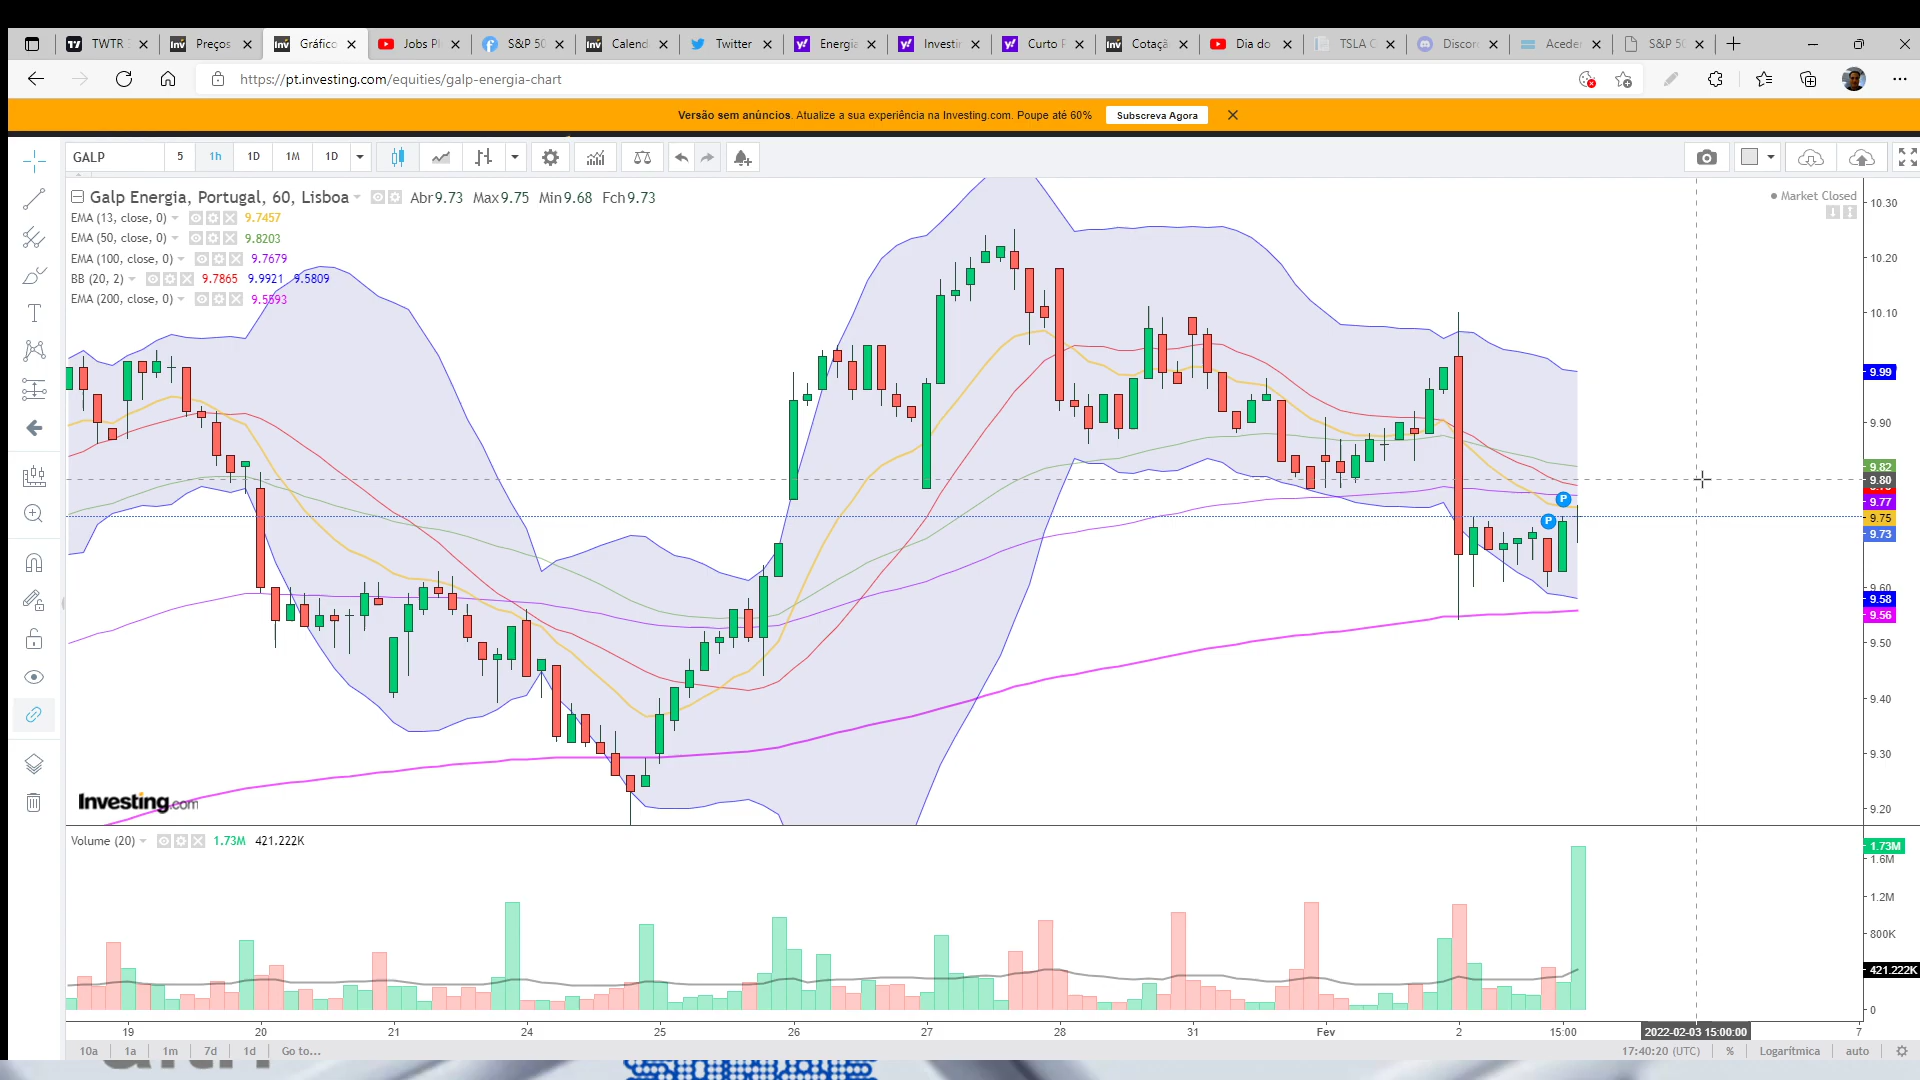 TWTR
Preços
Gráfico
Jobs Pl
S&P 50
Calend
Twitter
Energia
Investin
Curto P
Cotaçã
Dia do
TSLA C
Discor
Aceder
S&P 50
https://pt.investing.com/equities/galp-energia-chart
Versão sem anúncios. Atualize a sua experiência na Investing.com. Poupe até 60%
Subscreva Agora
GALP 5 1h 1D 1M 1D
Galp Energia, Portugal, 60, Lisboa Abr9.73 Max9.75 Min9.68 Fch9.73
Market Closed
EMA (13, close, 0) 9.7457
EMA (50, close, 0) 9.8203
EMA (100, close, 0) 9.7679
BB (20, 2) 9.7865 9.9921 9.5809
EMA (200, close, 0) 9.5593
10.30
10.20
10.10
9.99
9.90
9.82
9.80
9.77
9.75
9.73
9.60
9.58
9.56
9.50
9.40
9.30
9.20
P
P
Investing.com
Volume (20) 1.73M 421.222K
1.73M
1.6M
1.2M
800K
421.222K
0
19 20 21 24 25 26 27 28 31 Fev 2 15:00 2022-02-03 15:00:00 7
10a 1a 1m 7d 1d Go to... 17:40:20 (UTC) % Logarítmica auto